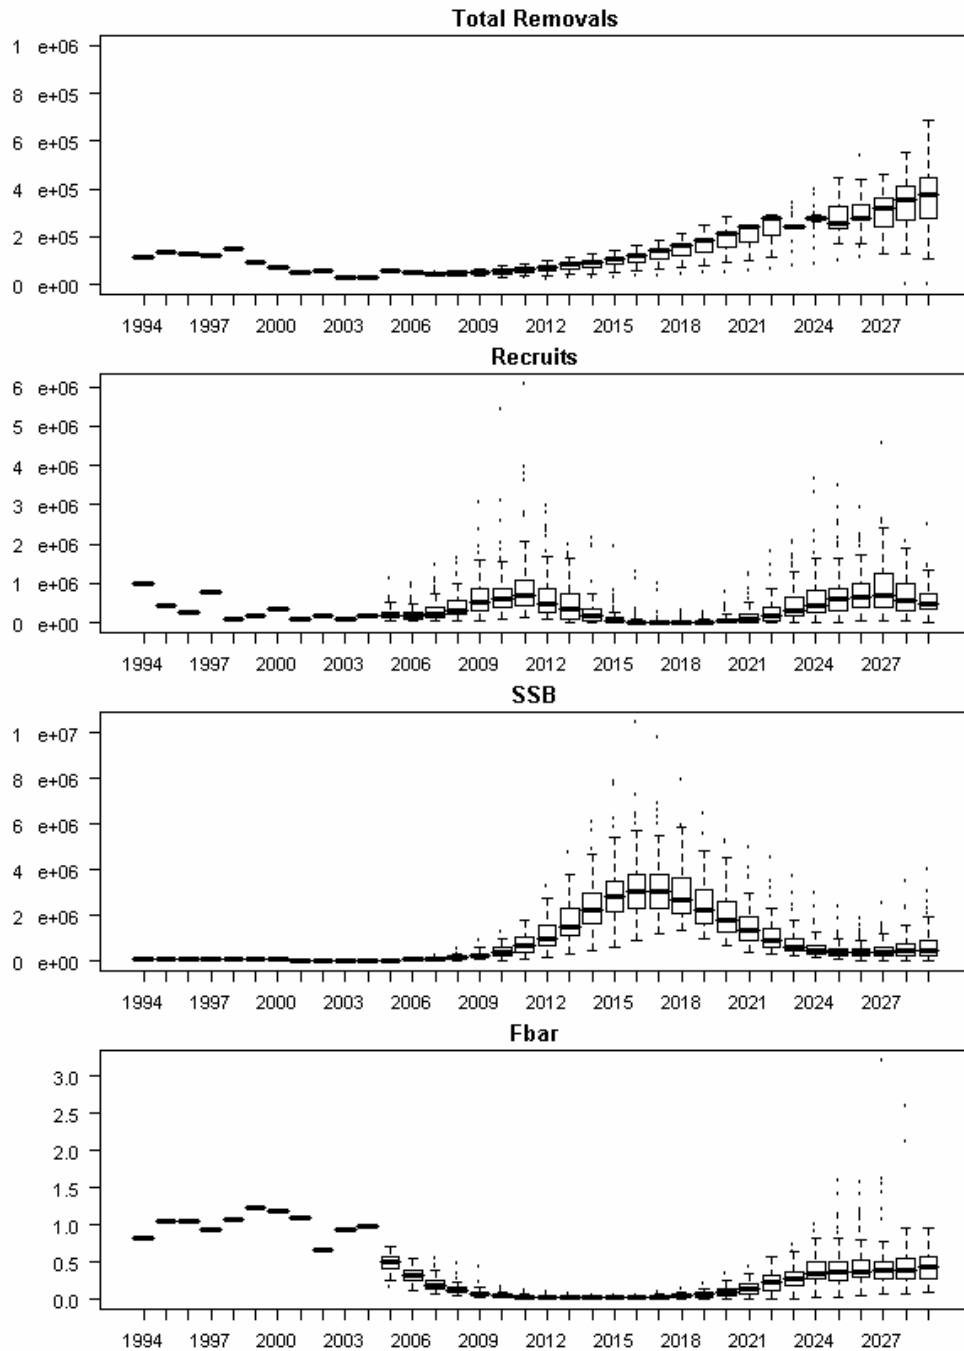 Total Removals
1 e+06
8 e+05
6 e+05
4 e+05
2 e+05
0 e+00
1994 1997 2000 2003 2006 2009 2012 2015 2018 2021 2024 2027
Recruits
6 e+06
5 e+06
4 e+06
3 e+06
2 e+06
1 e+06
0 e+00
1994 1997 2000 2003 2006 2009 2012 2015 2018 2021 2024 2027
SSB
1 e+07
8 e+06
6 e+06
4 e+06
2 e+06
0 e+00
1994 1997 2000 2003 2006 2009 2012 2015 2018 2021 2024 2027
Fbar
3.0
2.5
2.0
1.5
1.0
0.5
0.0
1994 1997 2000 2003 2006 2009 2012 2015 2018 2021 2024 2027